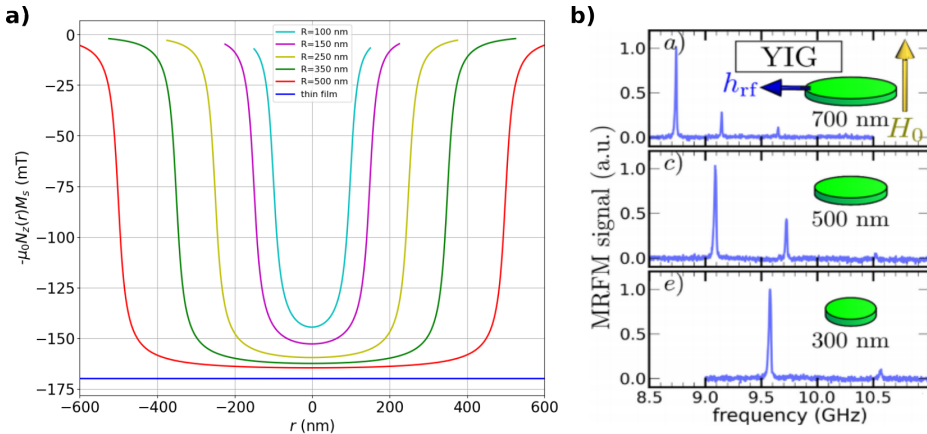 a)
0
−25
−50
−75
−100
−125
−150
−175
-μ₀N_z(r)M_s (mT)
R=100 nm
R=150 nm
R=250 nm
R=350 nm
R=500 nm
thin film
−600 −400 −200 0 200 400 600
r (nm)
b)
MRFM signal (a.u.)
1.0
0.5
0.0
a)
YIG
h_rf
700 nm
H₀
1.0
0.5
0.0
c)
500 nm
1.0
0.5
0.0
e)
300 nm
8.5 9.0 9.5 10.0 10.5
frequency (GHz)